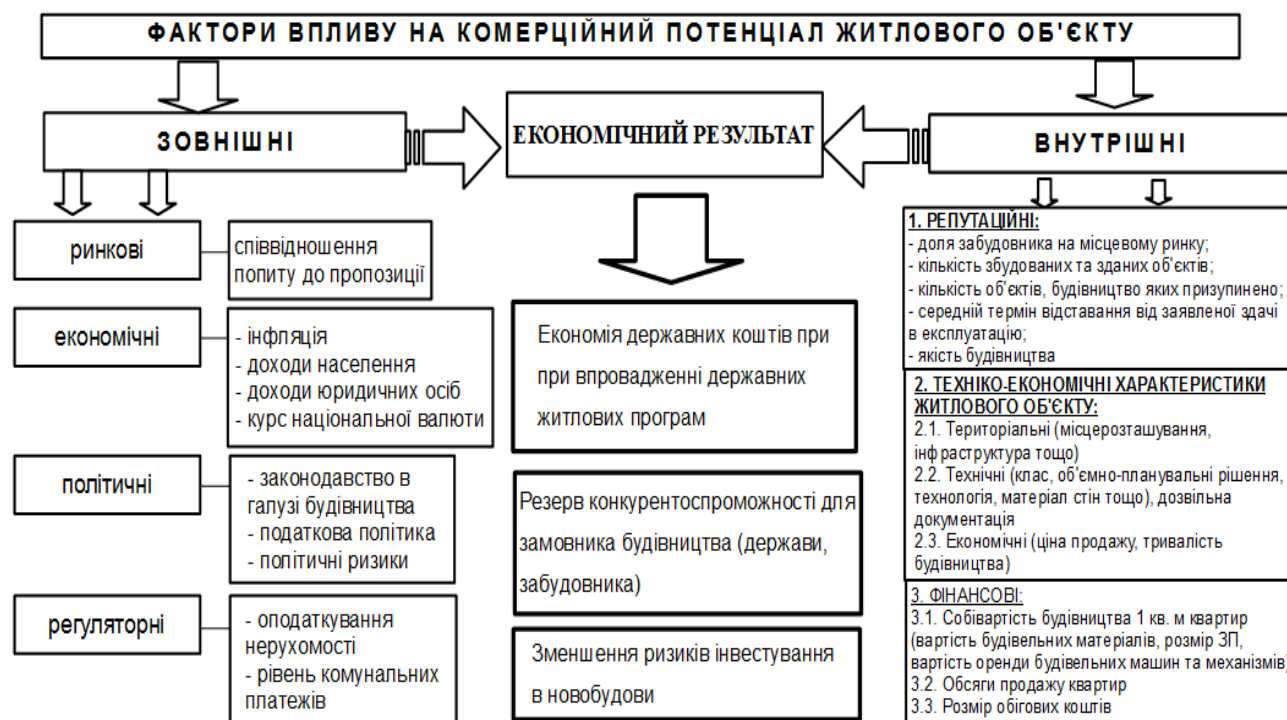 ФАКТОРИ ВПЛИВУ НА КОМЕРЦІЙНИЙ ПОТЕНЦІАЛ ЖИТЛОВОГО ОБ'ЄКТУ
ЗОВНІШНІ
ЕКОНОМІЧНИЙ РЕЗУЛЬТАТ
ВНУТРІШНІ
ринкові
співвідношення
попиту до пропозиції
економічні
- інфляція
- доходи населення
- доходи юридичних осіб
- курс національної валюти
політичні
- законодавство в
галузі будівництва
- податкова політика
- політичні ризики
регуляторні
- оподаткування
нерухомості
- рівень комунальних
платежів
Економія державних коштів при
при впровадженні державних
житлових програм
Резерв конкурентоспроможності для
замовника будівництва (держави,
забудовника)
Зменшення ризиків інвестування
в новобудови
1. РЕПУТАЦІЙНІ:
- доля забудовника на місцевому ринку;
- кількість збудованих та зданих об'єктів;
- кількість об'єктів, будівництво яких призупинено;
- середній термін відставання від заявленої здачі
в експлуатацію;
- якість будівництва
2. ТЕХНІКО-ЕКОНОМІЧНІ ХАРАКТЕРИСТИКИ
ЖИТЛОВОГО ОБ'ЄКТУ:
2.1. Територіальні (місцерозташування,
інфраструктура тощо)
2.2. Технічні (клас, об'ємно-планувальні рішення,
технологія, матеріал стін тощо), дозвільна
документація
2.3. Економічні (ціна продажу, тривалість
будівництва)
3. ФІНАНСОВІ:
3.1. Собівартість будівництва 1 кв. м квартир
(вартість будівельних матеріалів, розмір ЗП,
вартість оренди будівельних машин та механізмів)
3.2. Обсяги продажу квартир
3.3. Розмір обігових коштів